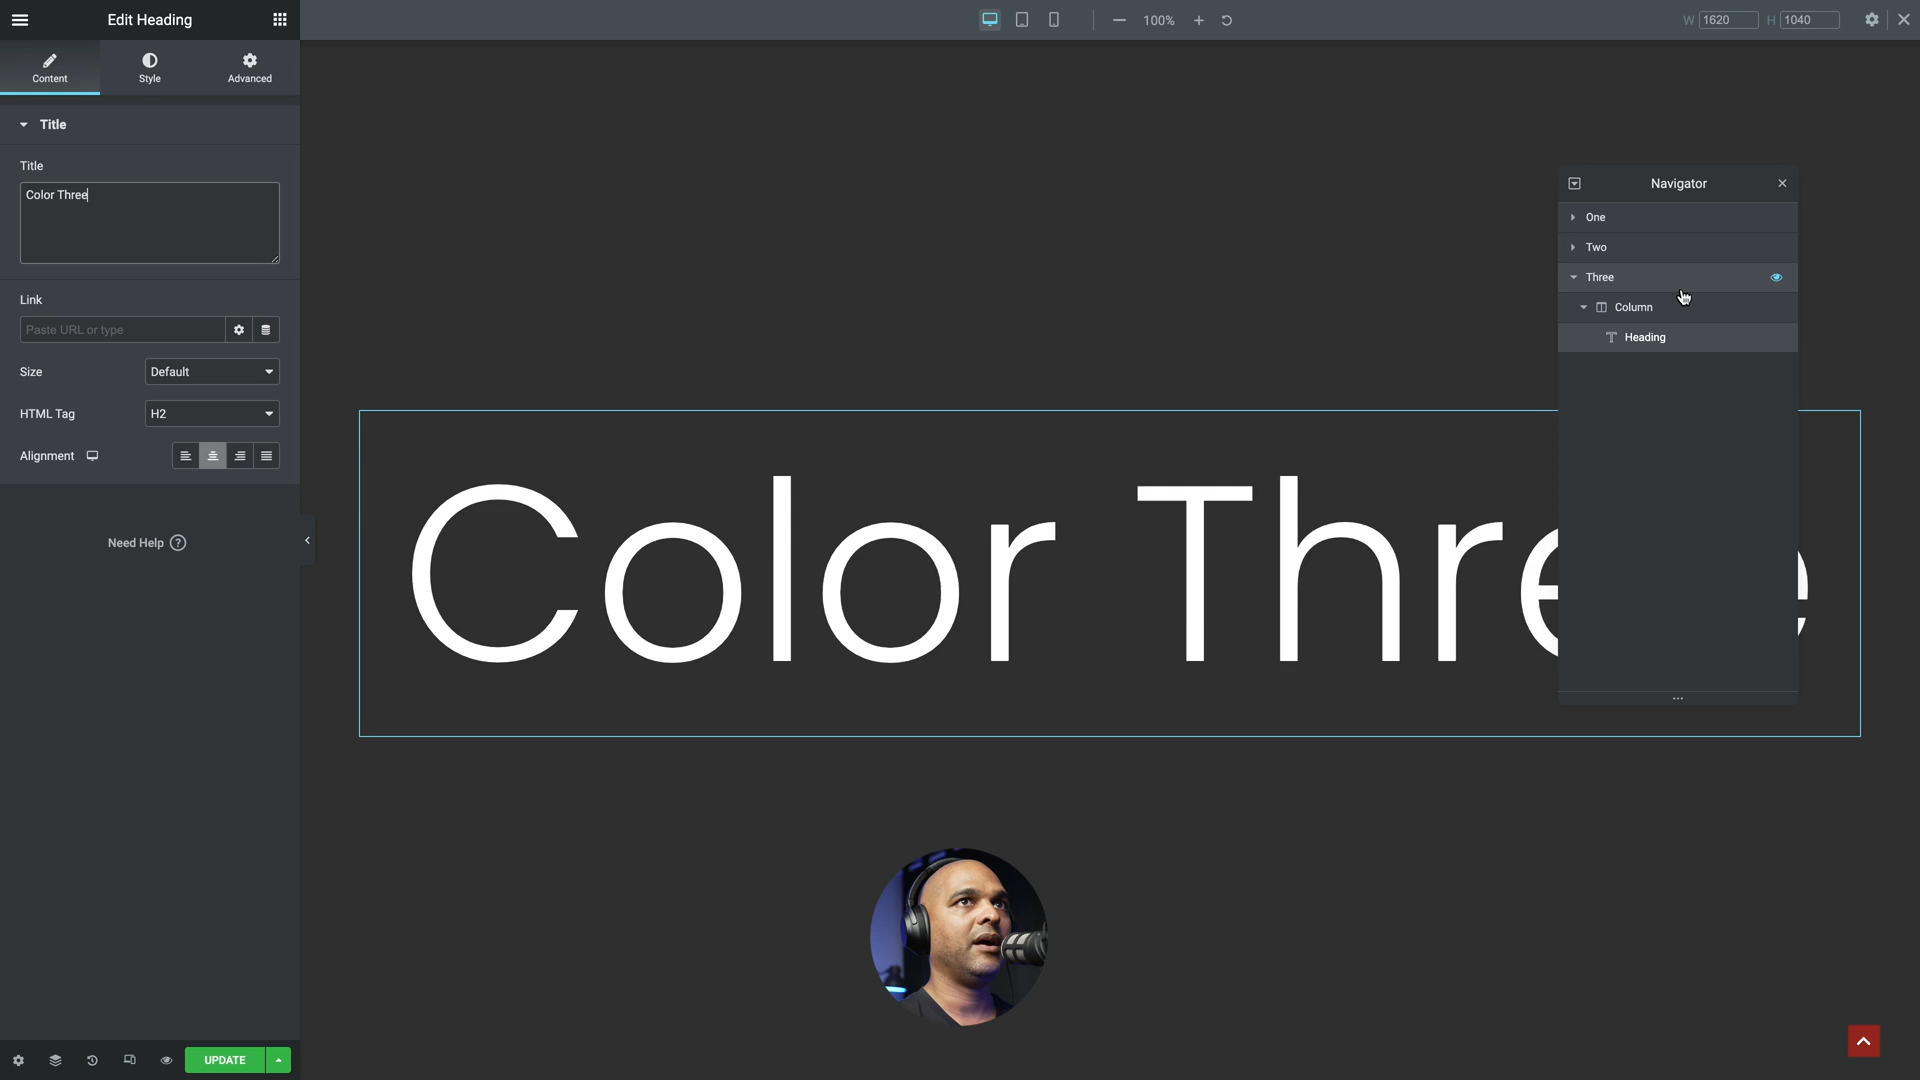 Edit Heading
100%
W 1620 H 1040
Content
Style
Advanced
Title
Title
Color Three
Link
Paste URL or type
Size
Default
HTML Tag
H2
Alignment
Need Help ?
UPDATE
Color Three
Navigator
One
Two
Three
Column
Heading